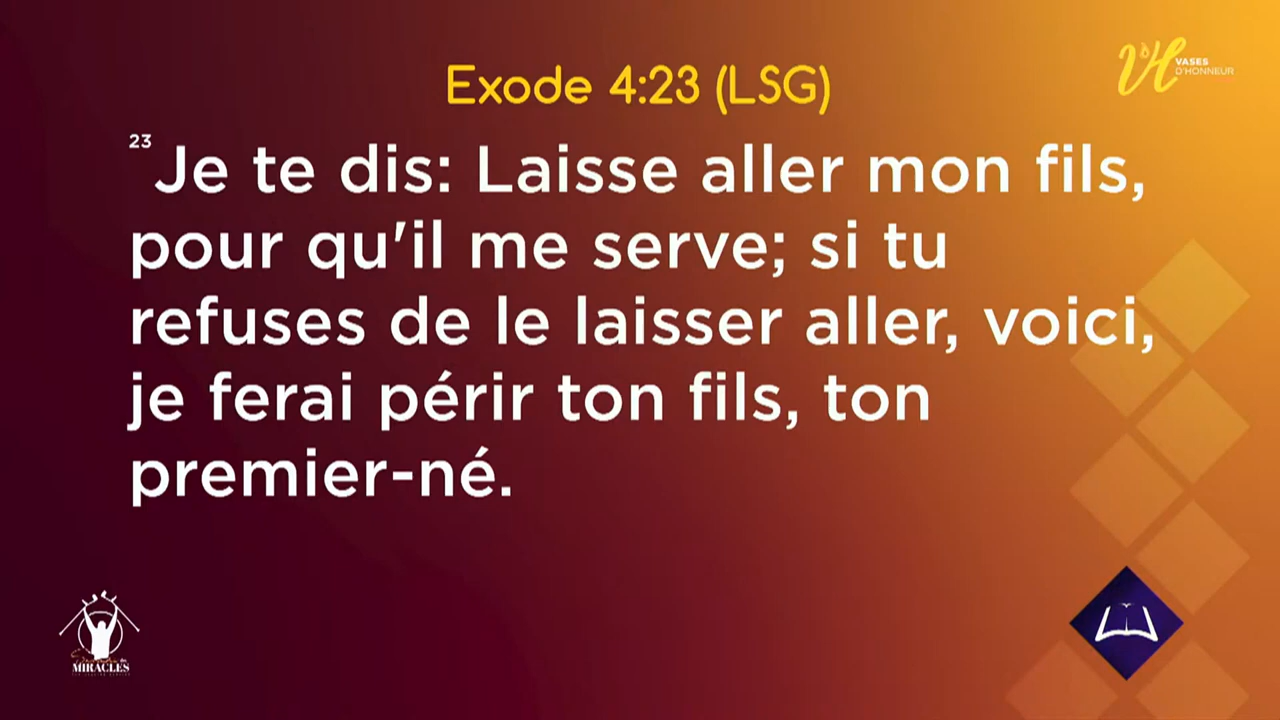 Exode 4:23 (LSG)
VH VASES
D'HONNEUR
23 Je te dis: Laisse aller mon fils,
pour qu'il me serve; si tu
refuses de le laisser aller, voici,
je ferai périr ton fils, ton
premier-né.
MIRACLES